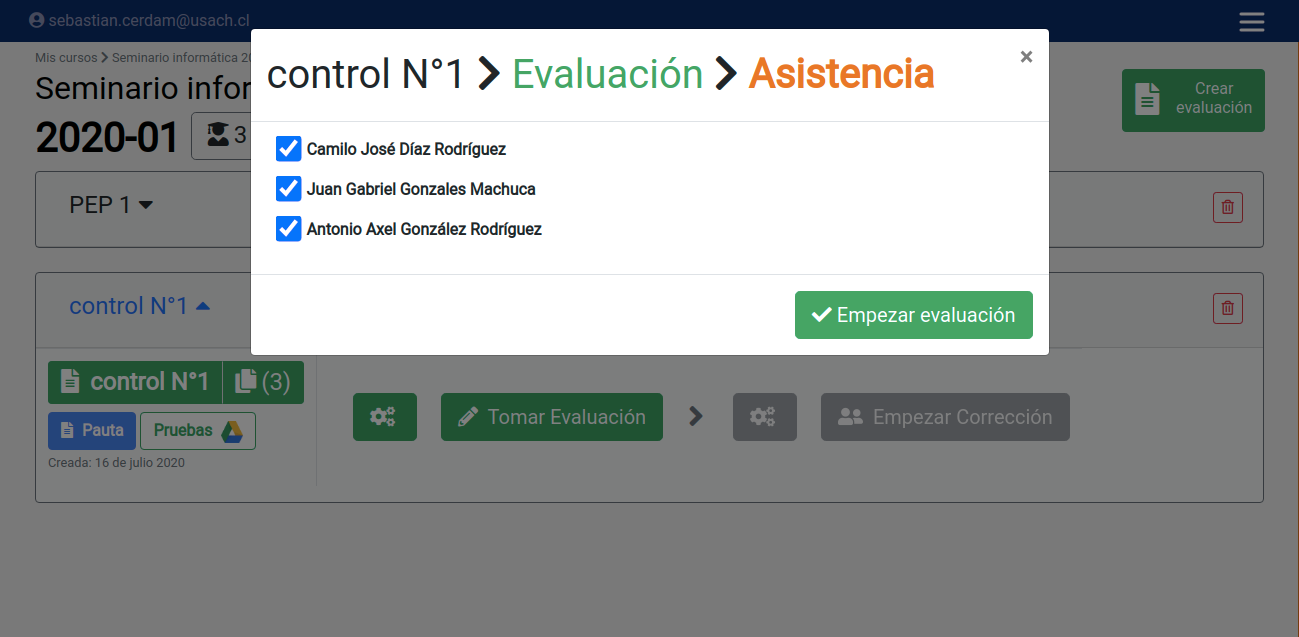 sebastian.cerdam@usach.cl
Mis cursos > Seminario informática
Seminario
2020-01 3
Crear
evaluación
control N°1 > Evaluación > Asistencia ×
Camilo José Díaz Rodríguez
Juan Gabriel Gonzales Machuca
Antonio Axel González Rodríguez
Empezar evaluación
PEP 1
control N°1
control N°1 (3)
Pauta Pruebas
Creada: 16 de julio 2020
Tomar Evaluación > Empezar Corrección